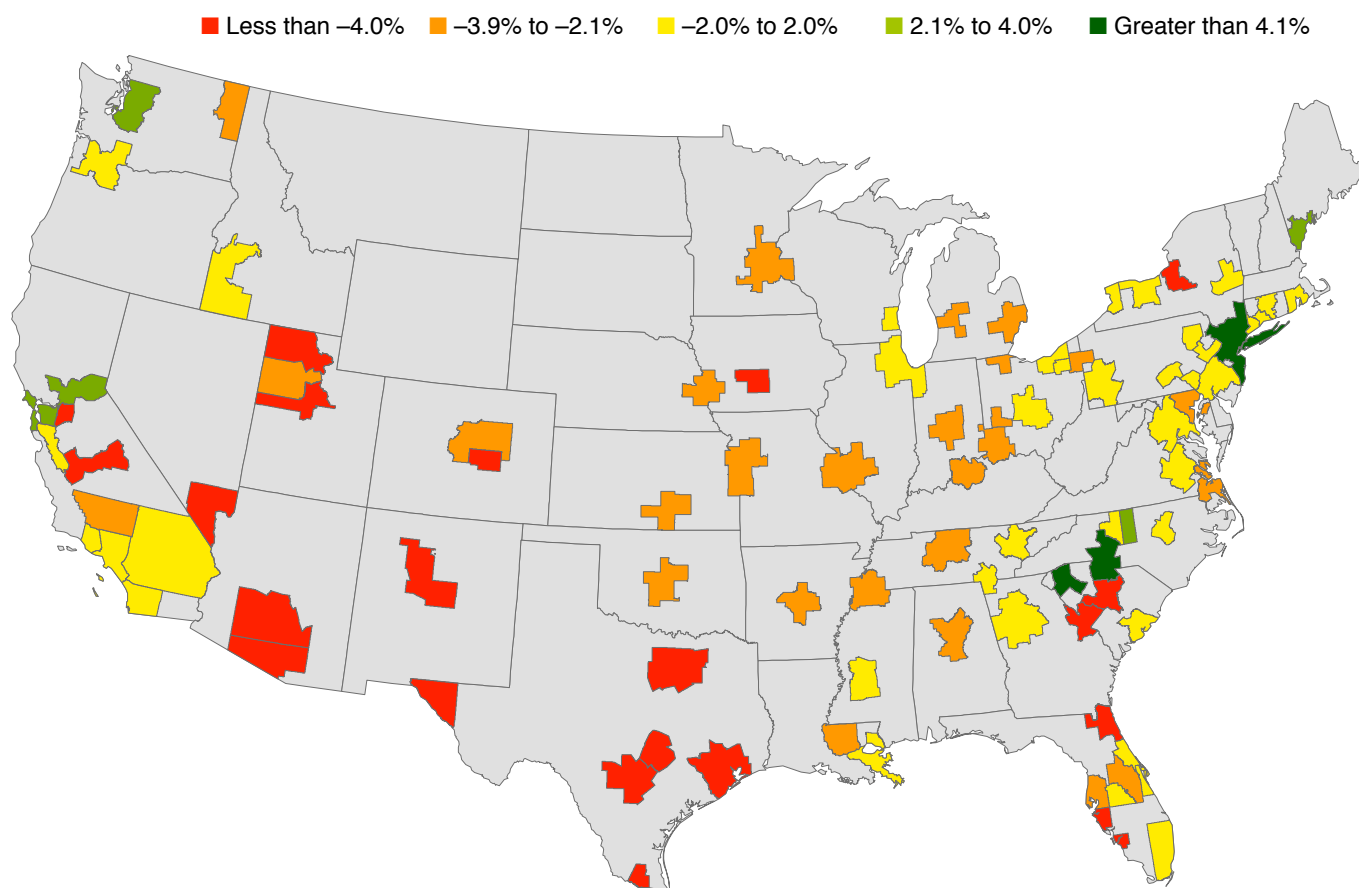 Less than –4.0% –3.9% to –2.1% –2.0% to 2.0% 2.1% to 4.0% Greater than 4.1%